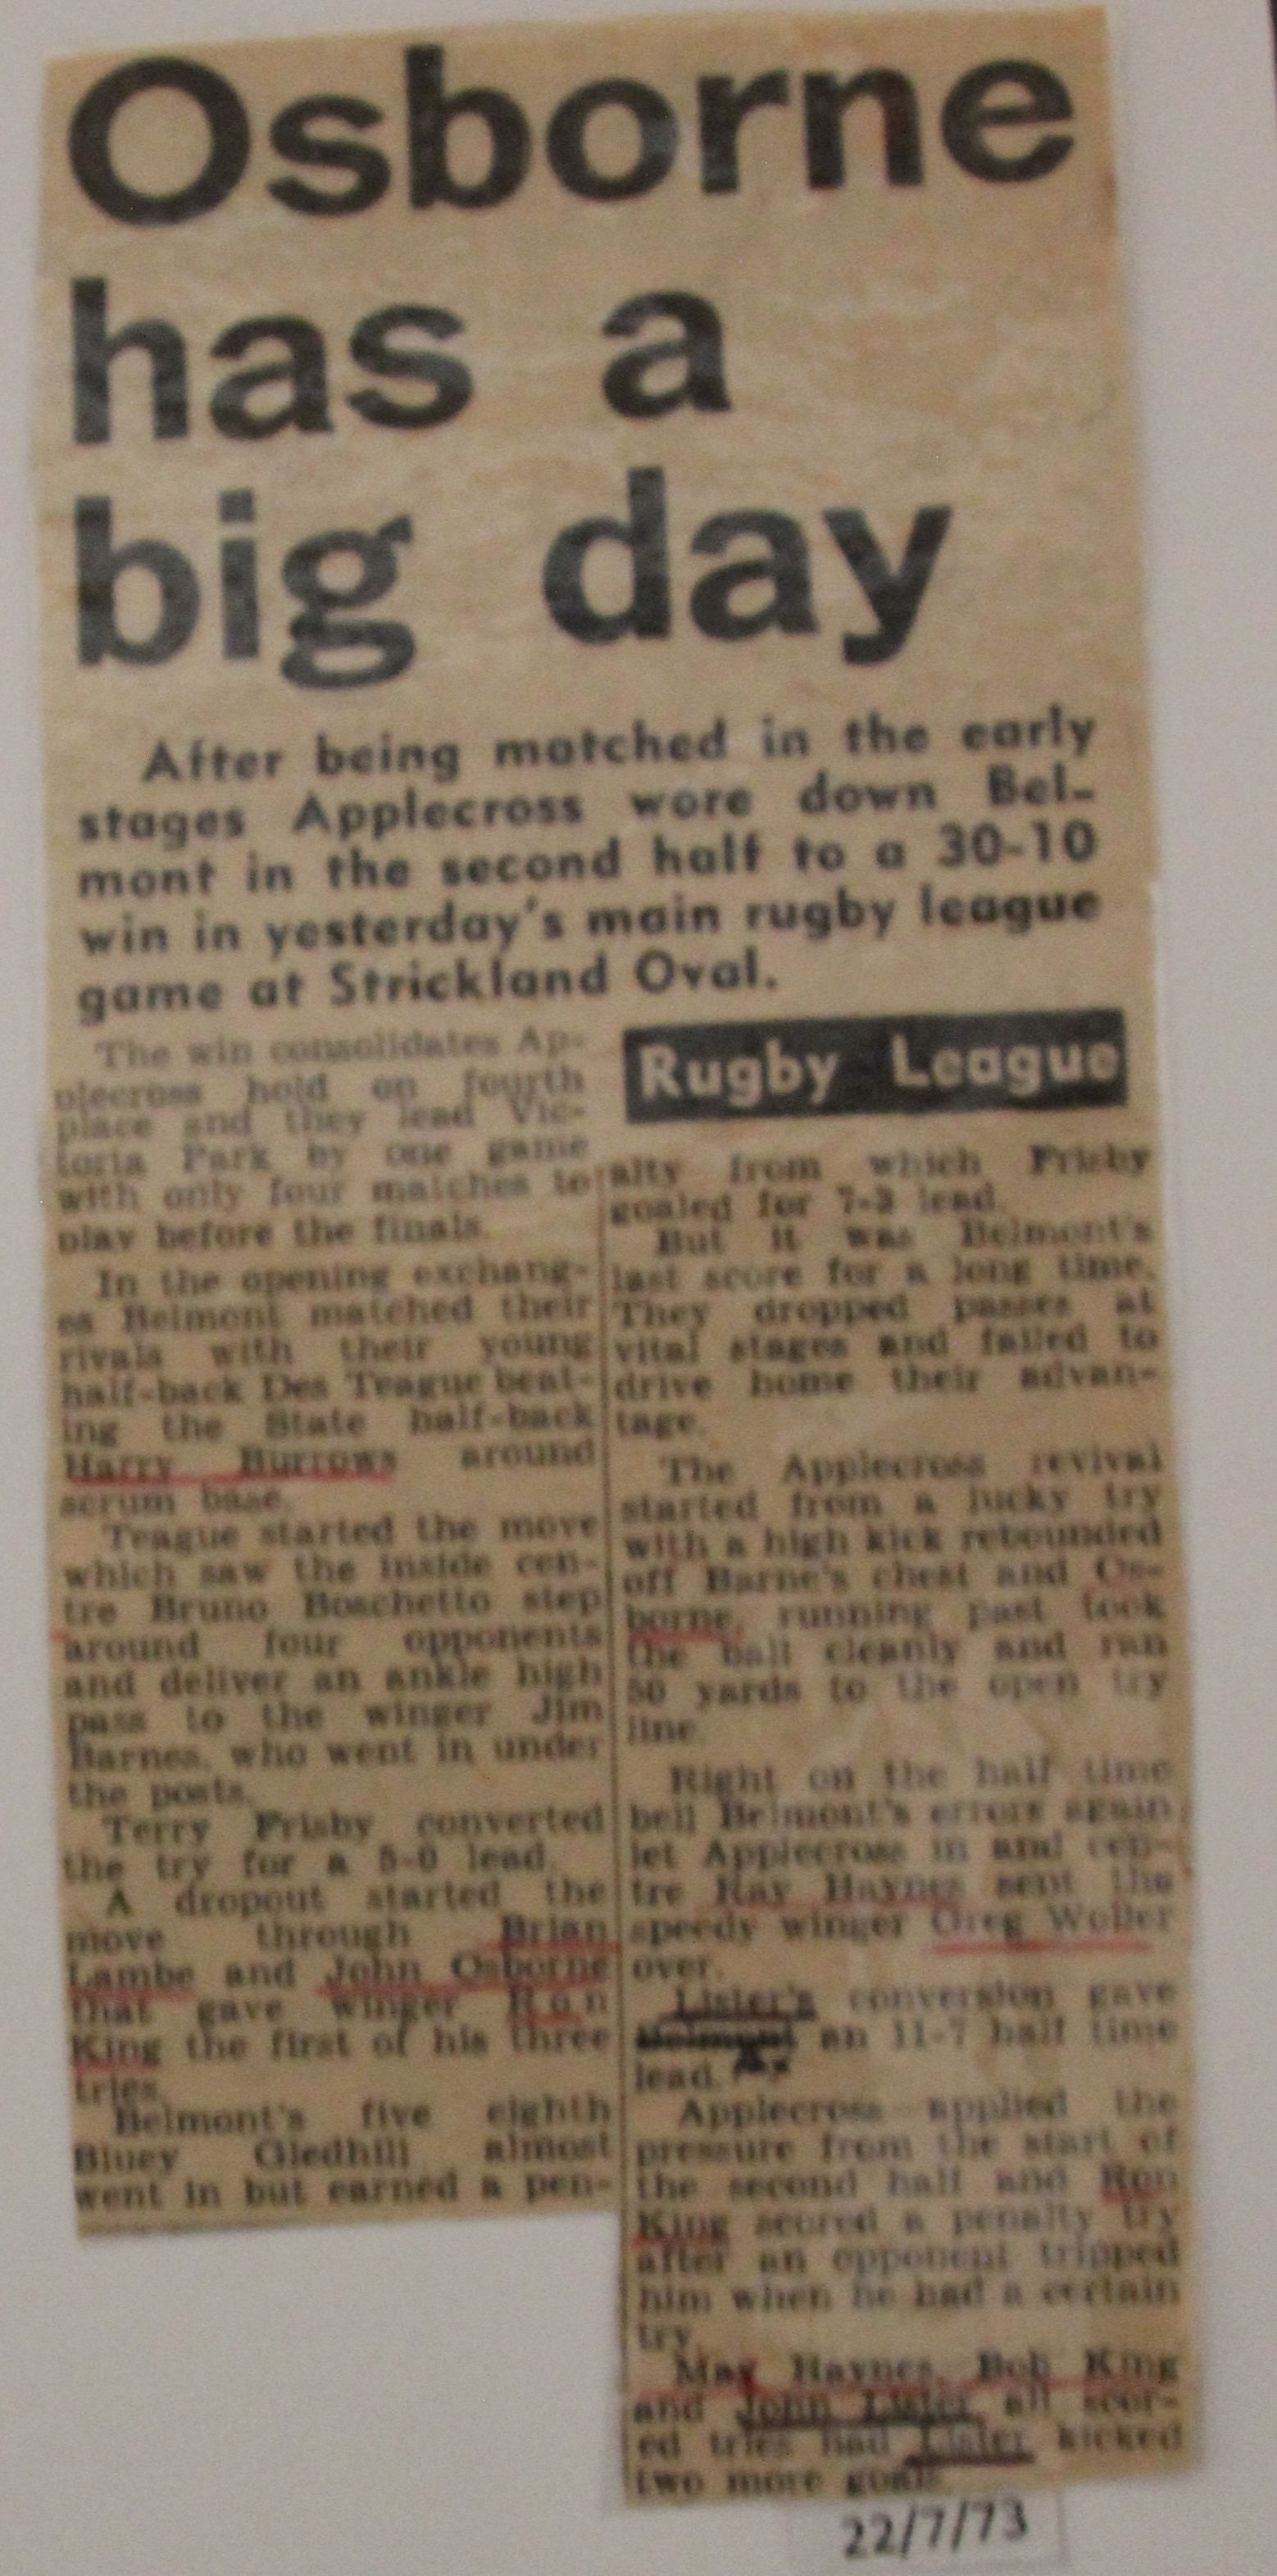 Osborne
has a
big day
After being matched in the early
stages Applecross wore down Bel-
mont in the second half to a 30-10
win in yesterday's main rugby league
game at Strickland Oval.
The win consolidates Ap-
plecross hold on fourth
place and they lead Vic-
toria Park by one game
with only four matches to
play before the finals.
In the opening exchang-
es Belmont matched their
rivals with their young
half-back Des Teague beat-
ing the State half-back
Harry Burrows around
scrum base.
Teague started the move
which saw the inside cen-
tre Bruno Boschetto step
around four opponents
and deliver an ankle high
pass to the winger Jim
Barnes, who went in under
the posts.
Terry Frisby converted
the try for a 5-0 lead.
A dropout started the
move through Brian
Lambe and John Osborne
that gave winger Ron
King the first of his three
tries.
Belmont's five eighth
Bluey Gledhill almost
went in but earned a pen-
Rugby League
alty from which Frisby
goaled for 7-3 lead.
But it was Belmont's
last score for a long time.
They dropped passes at
vital stages and failed to
drive home their advan-
tage.
The Applecross revival
started from a lucky try
with a high kick rebounded
off Barne's chest and Os-
borne, running past took
the ball cleanly and ran
50 yards to the open try
line.
Right on the half time
bell Belmont's errors again
let Applecross in and cen-
tre Ray Haynes sent the
speedy winger Greg Woller
over.
Lister's conversion gave
Belmont an 11-7 half time
lead.
Applecross applied the
pressure from the start of
the second half and Ron
King scored a penalty try
after an opponent tripped
him when he had a certain
try.
May Haynes, Bob King
and John Lister all scor-
ed tries had Lister kicked
two more goals.
22/7/73